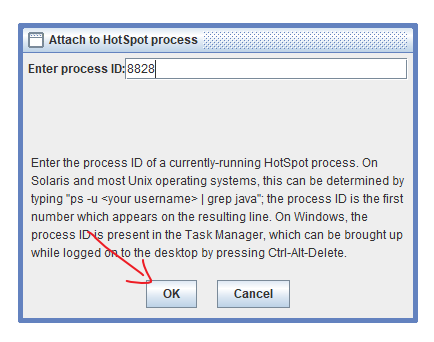 Attach to HotSpot process
Enter process ID: 8828
Enter the process ID of a currently-running HotSpot process. On
Solaris and most Unix operating systems, this can be determined by
typing "ps -u <your username> | grep java"; the process ID is the first
number which appears on the resulting line. On Windows, the
process ID is present in the Task Manager, which can be brought up
while logged on to the desktop by pressing Ctrl-Alt-Delete.
OK Cancel